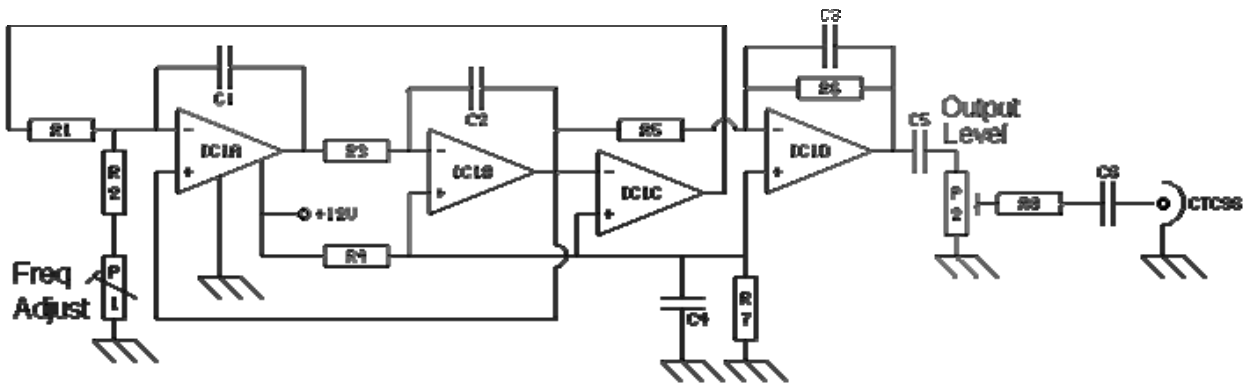 C3
C1
C2
R6
Output
Level
C5
R1
R5
IC1A
R3
IC1B
IC1D
C6
R2
IC1C
P2
R8
CTCSS
+12V
R4
Freq
Adjust
P1
C4
R7